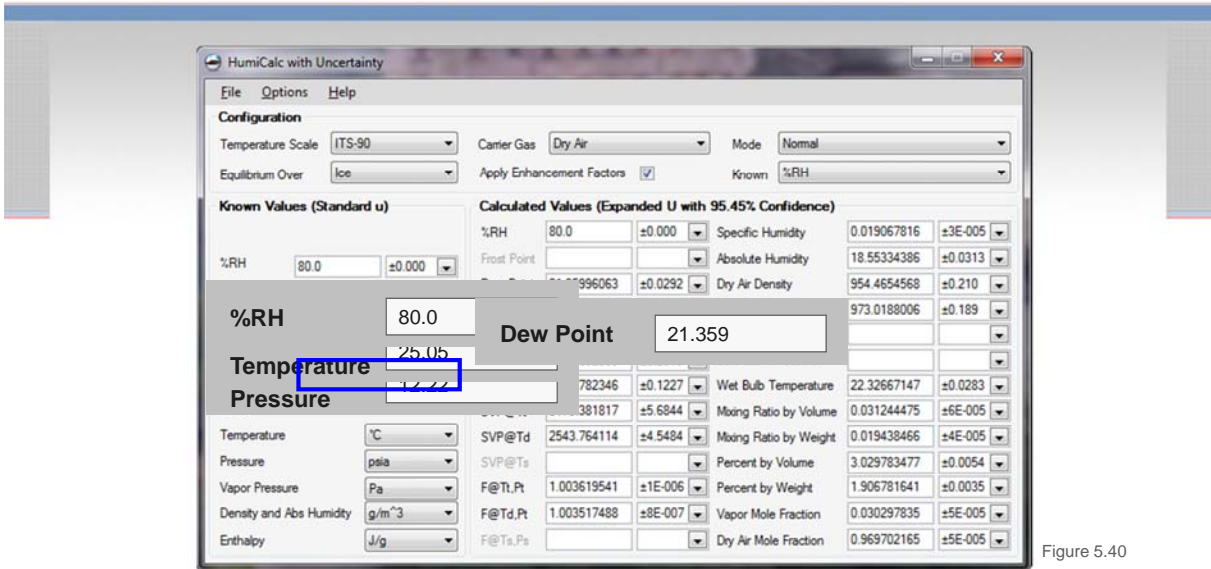 HumiCalc with Uncertainty
File Options Help
Configuration
Temperature Scale ITS-90 Carrier Gas Dry Air Mode Normal
Equilibrium Over Ice Apply Enhancement Factors Known %RH
Known Values (Standard u) Calculated Values (Expanded U with 95.45% Confidence)
%RH 80.0 ±0.000 Specific Humidity 0.019067816 ±3E-005
%RH 80.0 ±0.000 Frost Point Absolute Humidity 18.55334386 ±0.0313
±0.0292 Dry Air Density 954.4654568 ±0.210
973.0188006 ±0.189
%RH 80.0
Dew Point 21.359
Temperature 25.05
Pressure 12.22
782346 ±0.1227 Wet Bulb Temperature 22.32667147 ±0.0283
381817 ±5.6844 Mixing Ratio by Volume 0.031244475 ±6E-005
Temperature °C SVP@Td 2543.764114 ±4.5484 Mixing Ratio by Weight 0.019438466 ±4E-005
Pressure psia SVP@Ts Percent by Volume 3.029783477 ±0.0054
Vapor Pressure Pa F@Tt,Pt 1.003619541 ±1E-006 Percent by Weight 1.906781641 ±0.0035
Density and Abs Humidity g/m^3 F@Td,Pt 1.003517488 ±8E-007 Vapor Mole Fraction 0.030297835 ±5E-005
Enthalpy J/g F@Ts,Ps Dry Air Mole Fraction 0.969702165 ±5E-005
Figure 5.40